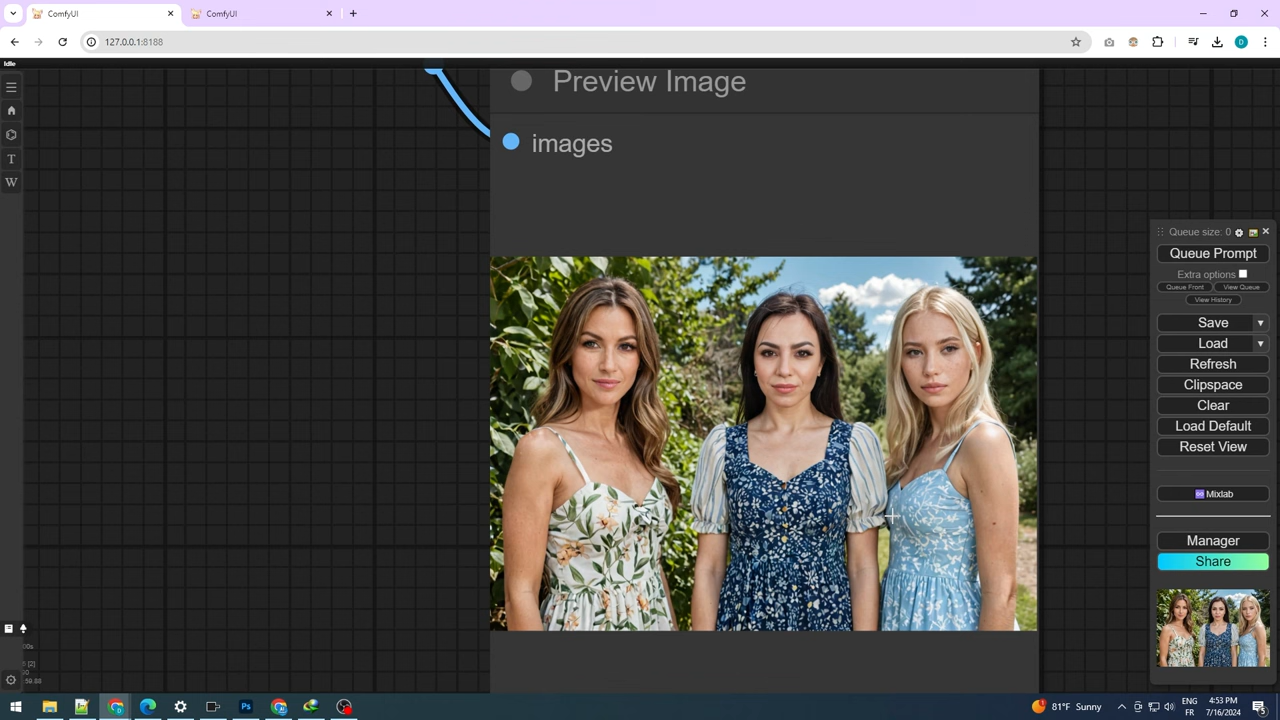 ComfyUI
ComfyUI
127.0.0.1:8188
Idle
Preview Image
images
T
W
Queue size: 0
Queue Prompt
Extra options
Queue Front
View Queue
View History
Save
Load
Refresh
Clipspace
Clear
Load Default
Reset View
Mixlab
Manager
Share
81°F Sunny
ENG
FR
4:53 PM
7/16/2024